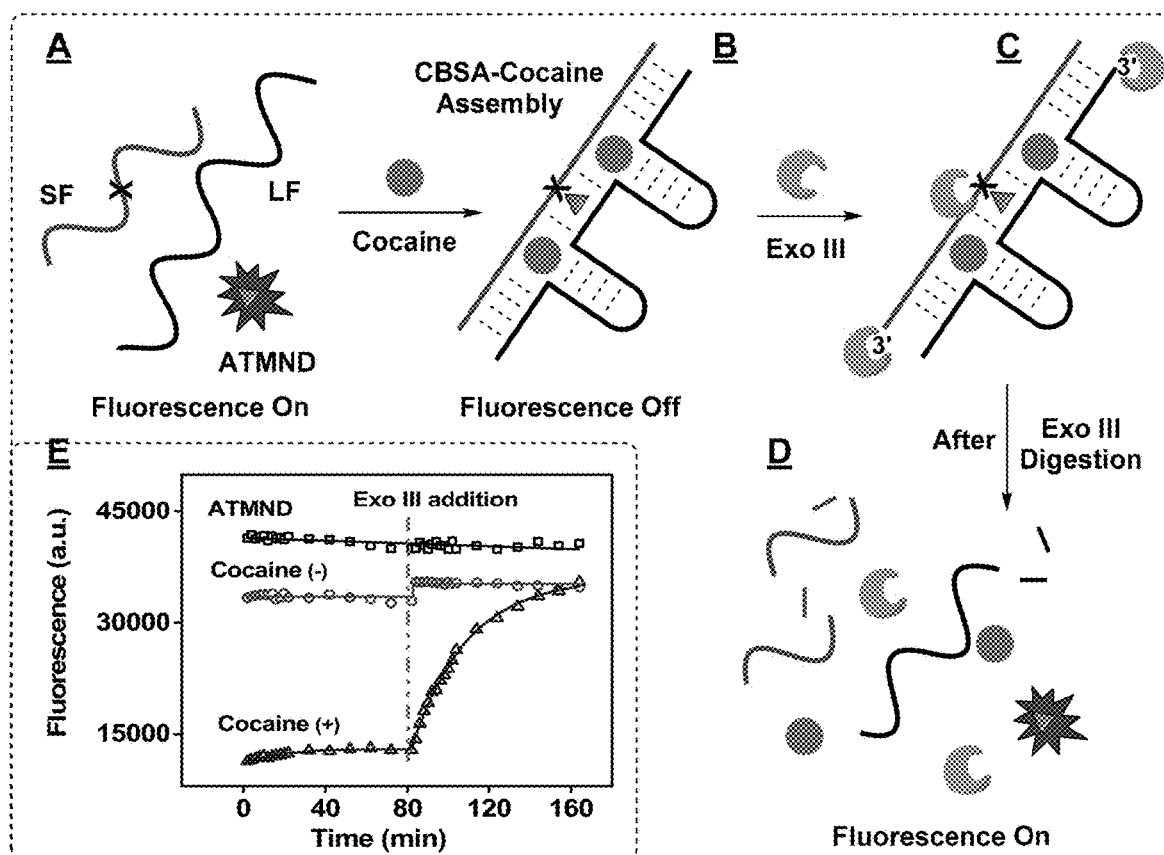 A
B
C
CBSA-Cocaine
Assembly
3'
SF
LF
Cocaine
Exo III
ATMND
3'
Fluorescence On
Fluorescence Off
After
Exo III
Digestion
D
E
Fluorescence (a.u.)
45000
30000
15000
ATMND
Exo III addition
Cocaine (-)
Cocaine (+)
0
40
80
120
160
Time (min)
Fluorescence On